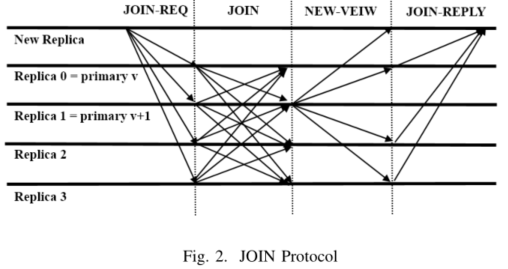 JOIN-REQ JOIN NEW-VEIW JOIN-REPLY
New Replica
Replica 0 = primary v
Replica 1 = primary v+1
Replica 2
Replica 3
Fig. 2. JOIN Protocol